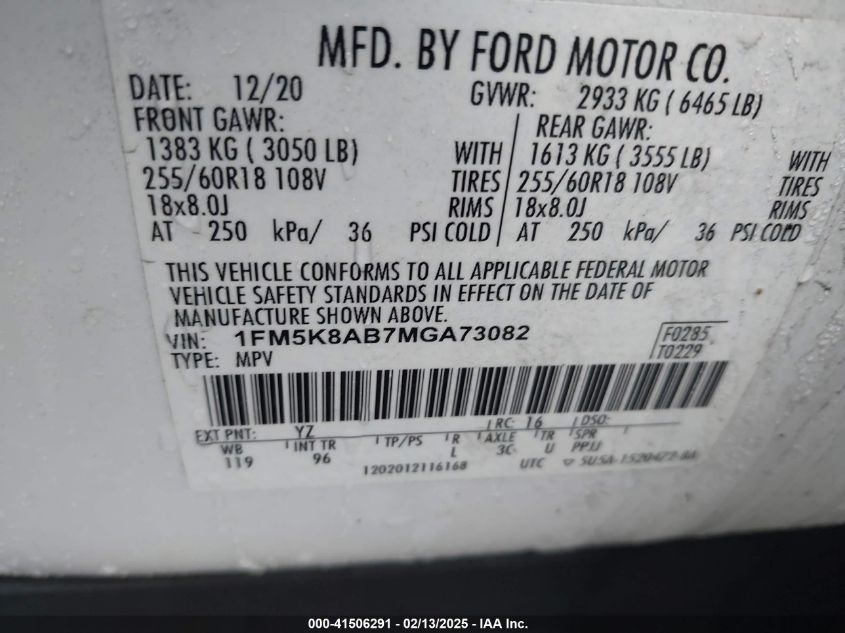 MFD. BY FORD MOTOR CO.
DATE: 12/20 GVWR: 2933 KG ( 6465 LB)
FRONT GAWR: REAR GAWR:
1383 KG ( 3050 LB) WITH 1613 KG ( 3555 LB) WITH
255/60R18 108V TIRES 255/60R18 108V TIRES
18x8.0J RIMS 18x8.0J RIMS
AT 250 kPa/ 36 PSI COLD AT 250 kPa/ 36 PSI COLD
THIS VEHICLE CONFORMS TO ALL APPLICABLE FEDERAL MOTOR
VEHICLE SAFETY STANDARDS IN EFFECT ON THE DATE OF
MANUFACTURE SHOWN ABOVE.
VIN: 1FM5K8AB7MGA73082 F0285
TYPE: MPV T0229
EXT PNT: YZ RC: 16 DSO:
WB INT TR TP/PS R AXLE TR SPR
119 96 L 3C U PPJJ
1202012116168 UTC
000-41506291 - 02/13/2025 - IAA Inc.